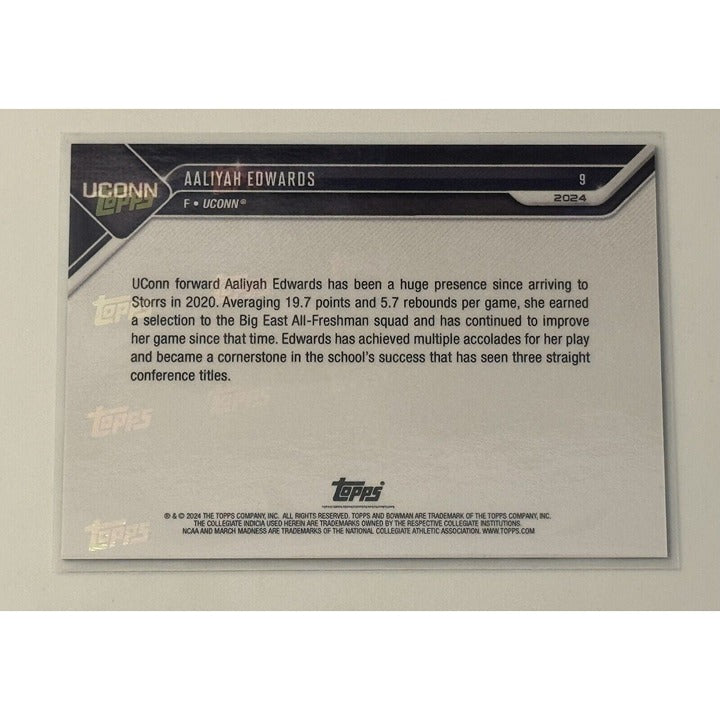 UCONN
Topps
AALIYAH EDWARDS
9
F • UCONN®
2024
UConn forward Aaliyah Edwards has been a huge presence since arriving to
Storrs in 2020. Averaging 19.7 points and 5.7 rebounds per game, she earned
a selection to the Big East All-Freshman squad and has continued to improve
her game since that time. Edwards has achieved multiple accolades for her play
and became a cornerstone in the school's success that has seen three straight
conference titles.
Topps
Topps
Topps
Topps
Topps®
® & © 2024 THE TOPPS COMPANY, INC. ALL RIGHTS RESERVED. TOPPS AND BOWMAN ARE TRADEMARK OF THE TOPPS COMPANY, INC.
THE COLLEGIATE INDICIA USED HEREIN ARE TRADEMARKS OWNED BY THE RESPECTIVE COLLEGIATE INSTITUTIONS.
NCAA AND MARCH MADNESS ARE TRADEMARKS OF THE NATIONAL COLLEGIATE ATHLETIC ASSOCIATION. WWW.TOPPS.COM